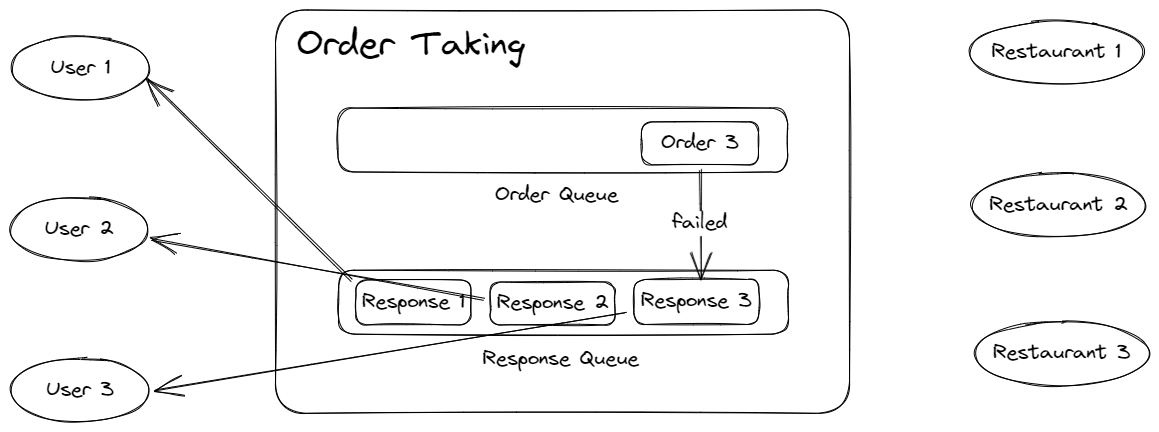 Order Taking
User 1
Restaurant 1
Order 3
Order Queue
User 2
failed
Restaurant 2
Response 1
Response 2
Response 3
Response Queue
User 3
Restaurant 3